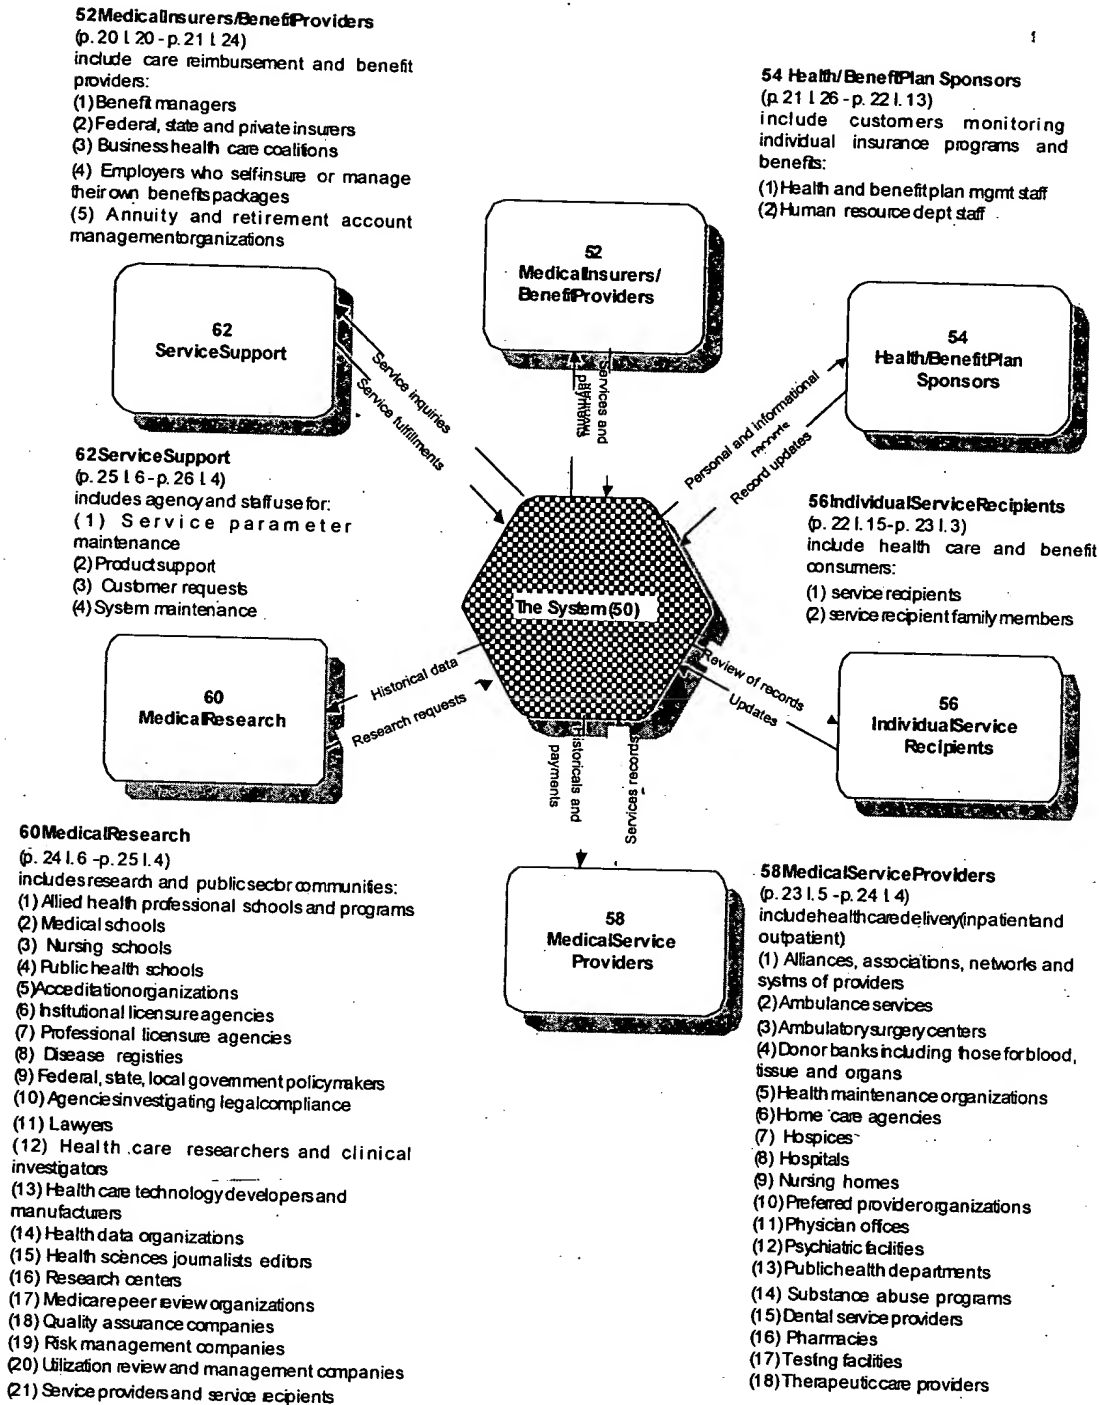 52 Medical Insurers/Benefit Providers
(p. 20 l. 20 - p. 21 l. 24)
include care reimbursement and benefit
providers:
(1) Benefit managers
(2) Federal, state and private insurers
(3) Business health care coalitions
(4) Employers who selfinsure or manage
their own benefits packages
(5) Annuity and retirement account
management organizations
54 Health/Benefit Plan Sponsors
(p. 21 l. 26 - p. 22 l. 13)
include customers monitoring
individual insurance programs and
benefits:
(1) Health and benefit plan mgmt staff
(2) Human resource dept staff
52
Medical Insurers/
Benefit Providers
62
Service Support
54
Health/Benefit Plan
Sponsors
Service inquiries
Service fulfillments
payments
Services and
Personal and informational
records
Record updates
62 Service Support
(p. 25 l. 6 - p. 26 l. 4)
includes agency and staff use for:
(1) Service parameter
maintenance
(2) Product support
(3) Customer requests
(4) System maintenance
56 Individual Service Recipients
(p. 22 l. 15 - p. 23 l. 3)
include health care and benefit
consumers:
(1) service recipients
(2) service recipient family members
The System (50)
60
Medical Research
Historical data
Research requests
Review of records
Updates
56
Individual Service
Recipients
Historicals and
payments
Services records
60 Medical Research
(p. 24 l. 6 - p. 25 l. 4)
includes research and public sector communities:
(1) Allied health professional schools and programs
(2) Medical schools
(3) Nursing schools
(4) Public health schools
(5) Acceditation organizations
(6) Institutional licensure agencies
(7) Professional licensure agencies
(8) Disease registies
(9) Federal, state, local government policymakers
(10) Agencies investigating legal compliance
(11) Lawyers
(12) Health care researchers and clinical
investigators
(13) Health care technology developers and
manufacturers
(14) Health data organizations
(15) Health sciences journalists editors
(16) Research centers
(17) Medicare peer review organizations
(18) Quality assurance companies
(19) Risk management companies
(20) Utilization review and management companies
(21) Service providers and service recipients
58
Medical Service
Providers
58 Medical Service Providers
(p. 23 l. 5 - p. 24 l. 4)
include healthcare delivery (inpatient and
outpatient)
(1) Alliances, associations, networks and
systms of providers
(2) Ambulance services
(3) Ambulatory surgery centers
(4) Donor banks including those for blood,
tissue and organs
(5) Health maintenance organizations
(6) Home care agencies
(7) Hospices
(8) Hospitals
(9) Nursing homes
(10) Preferred provider organizations
(11) Physician offices
(12) Psychiatric facilities
(13) Public health departments
(14) Substance abuse programs
(15) Dental service providers
(16) Pharmacies
(17) Testing facilities
(18) Therapeutic care providers